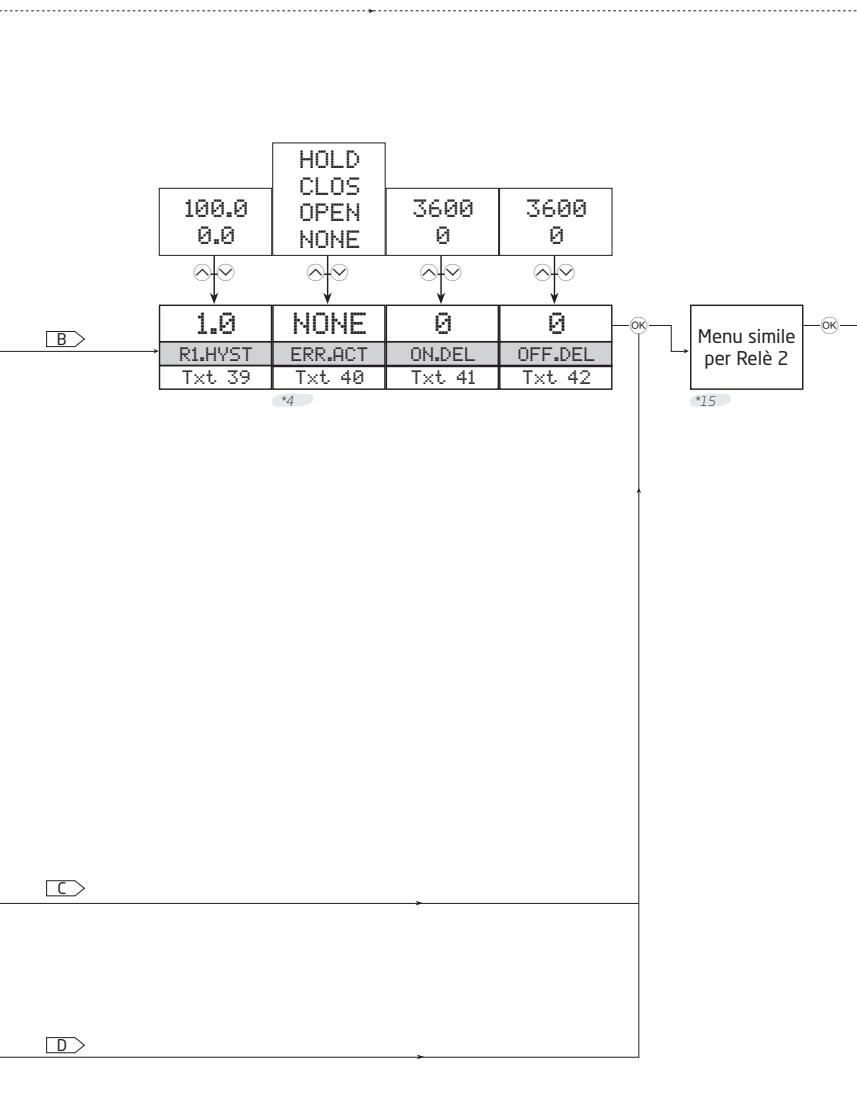 HOLD
CLOS
OPEN
NONE
100.0
0.0
3600
0
3600
0
B
1.0
NONE
0
0
R1.HYST
ERR.ACT
ON.DEL
OFF.DEL
Txt 39
Txt 40
Txt 41
Txt 42
*4
OK
Menu simile
per Relè 2
*15
OK
C
D